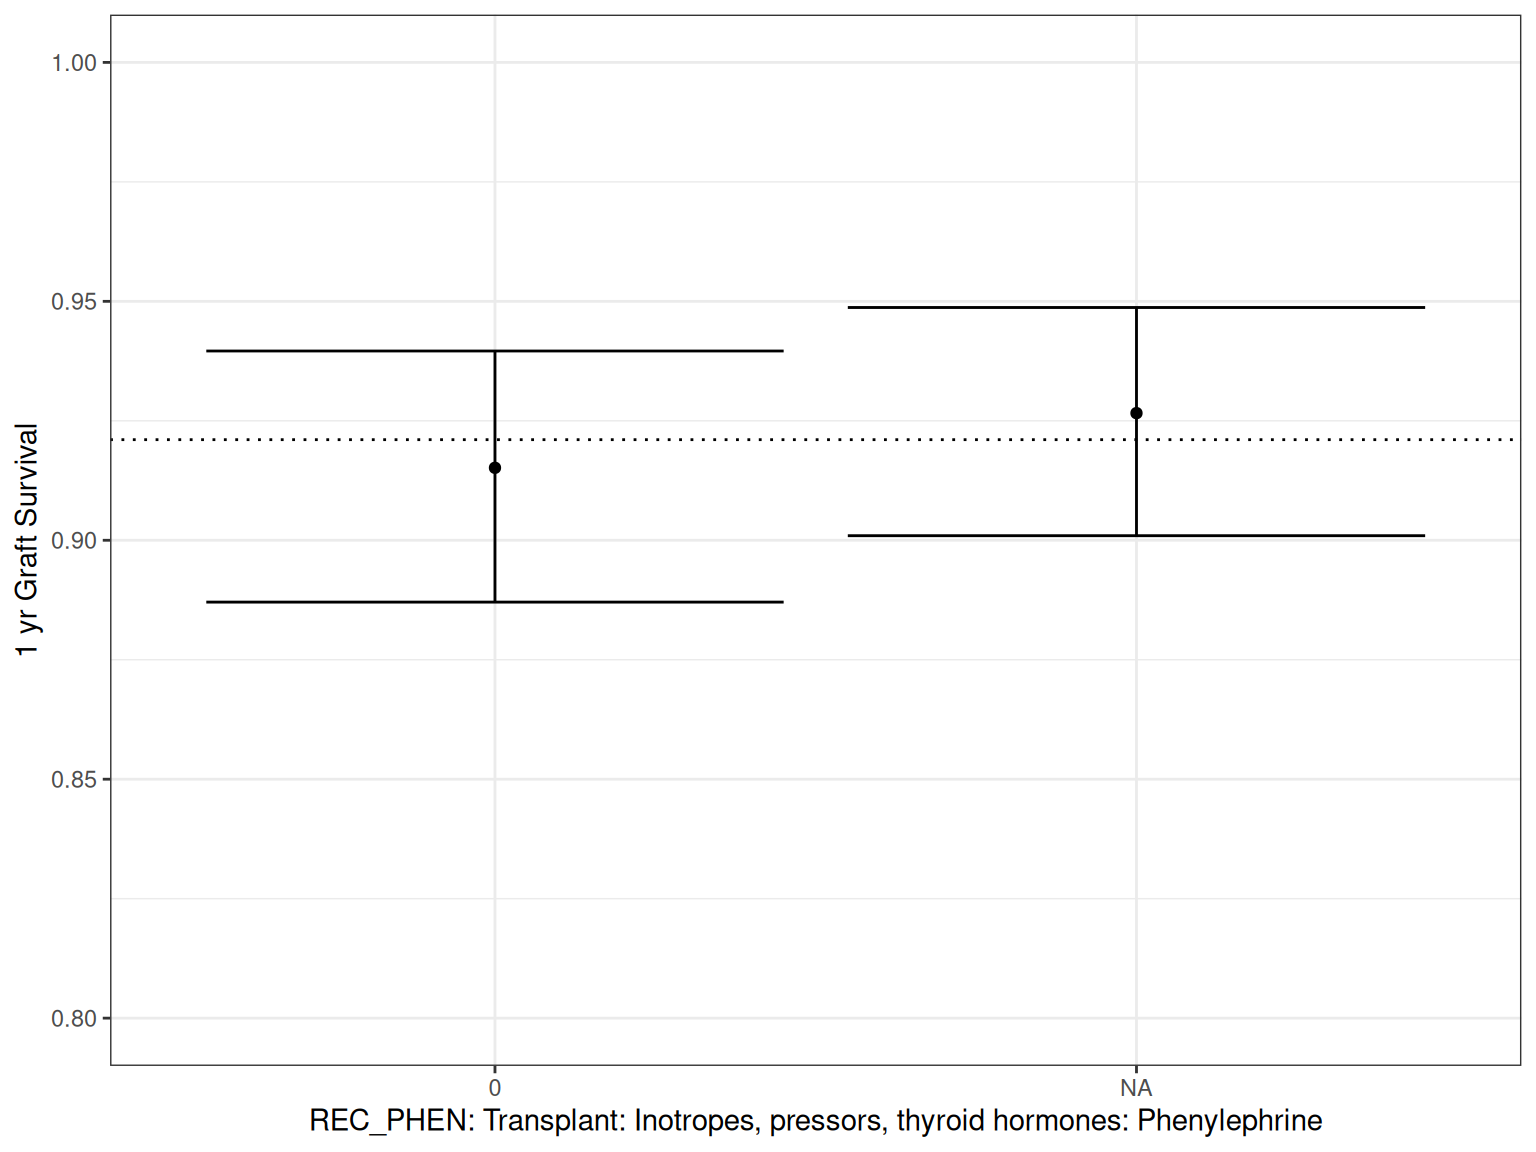 1.00
0.95
0.90
0.85
0.80
1 yr Graft Survival
0
NA
REC_PHEN: Transplant: Inotropes, pressors, thyroid hormones: Phenylephrine